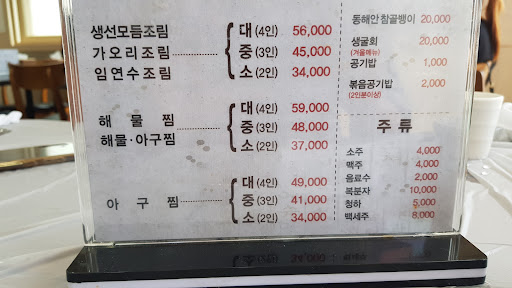 생선모듬조림 대 (4인) 56,000
가오리조림 중 (3인) 45,000
임연수조림 소 (2인) 34,000
해물찜 대 (4인) 59,000
해물·아구찜 중 (3인) 48,000
소 (2인) 37,000
대 (4인) 49,000
아구찜 중 (3인) 41,000
소 (2인) 34,000
동해안참골뱅이 20,000
생굴회 20,000
(겨울메뉴)
공기밥 1,000
볶음공기밥 2,000
(2인분이상)
주류
소주 4,000
맥주 4,000
음료수 2,000
복분자 10,000
청하 5,000
백세주 8,000